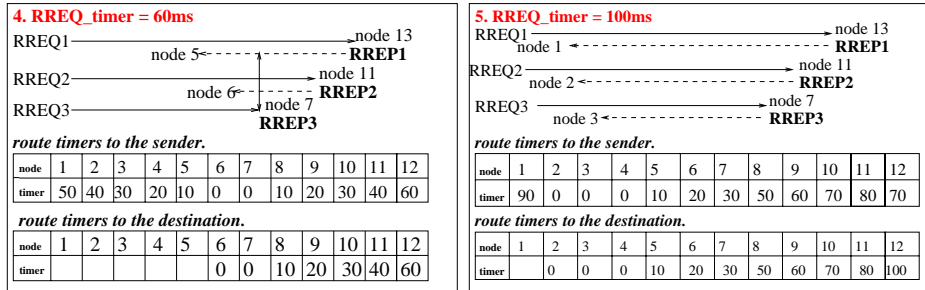 4. RREQ_timer = 60ms
RREQ1 node 13
node 5 RREP1
RREQ2 node 11
node 6 RREP2
RREQ3 node 7
RREP3
route timers to the sender.
node 1 2 3 4 5 6 7 8 9 10 11 12
timer 50 40 30 20 10 0 0 10 20 30 40 60
route timers to the destination.
node 1 2 3 4 5 6 7 8 9 10 11 12
timer 0 0 10 20 30 40 60
5. RREQ_timer = 100ms
RREQ1 node 13
node 1 RREP1
RREQ2 node 11
node 2 RREP2
RREQ3 node 7
node 3 RREP3
route timers to the sender.
node 1 2 3 4 5 6 7 8 9 10 11 12
timer 90 0 0 0 10 20 30 50 60 70 80 70
route timers to the destination.
node 1 2 3 4 5 6 7 8 9 10 11 12
timer 0 0 0 10 20 30 50 60 70 80 100